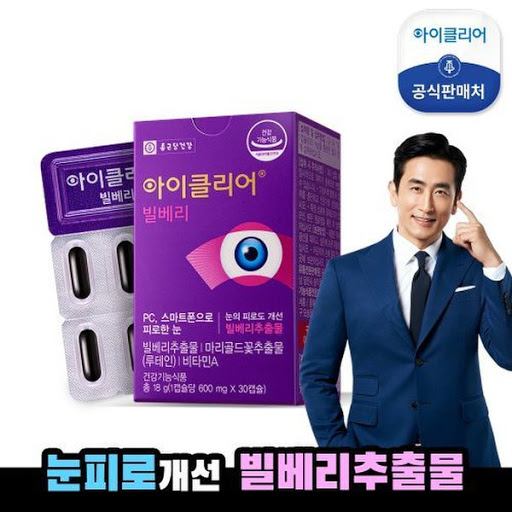 아이클리어
공식판매처
종근당건강
건강
기능식품
아이클리어®
빌베리
아이클리어®
빌베리
PC, 스마트폰으로
피로한 눈
눈의 피로도 개선
빌베리추출물
빌베리추출물 | 마리골드꽃추출물
(루테인) | 비타민A
건강기능식품
총 18 g(1캡슐당 600 mg X 30캡슐)
눈피로개선 빌베리추출물